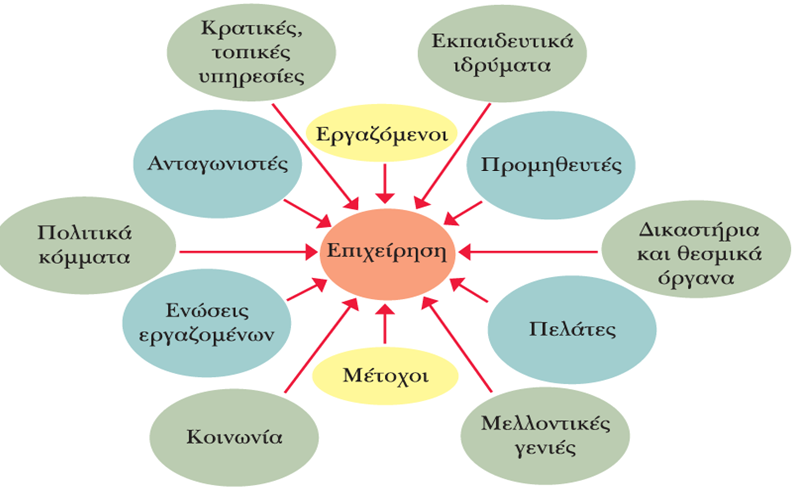 Κρατικές,
τοπικές
υπηρεσίες
Εκπαιδευτικά
ιδρύματα
Εργαζόμενοι
Ανταγωνιστές
Προμηθευτές
Πολιτικά
κόμματα
Επιχείρηση
Δικαστήρια
και θεσμικά
όργανα
Ενώσεις
εργαζομένων
Πελάτες
Μέτοχοι
Κοινωνία
Μελλοντικές
γενιές